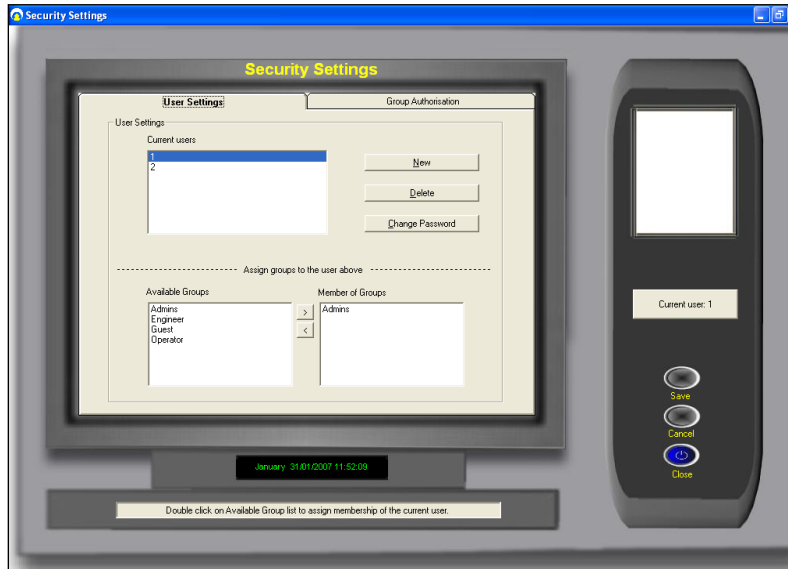 Security Settings
Security Settings
User Settings
Group Authorisation
User Settings
Current users
1
2
New
Delete
Change Password
Assign groups to the user above
Available Groups
Admins
Engineer
Guest
Operator
>
<
Member of Groups
Admins
January 31/01/2007 11:52:09
Double click on Available Group list to assign membership of the current user.
Current user: 1
Save
Cancel
Close